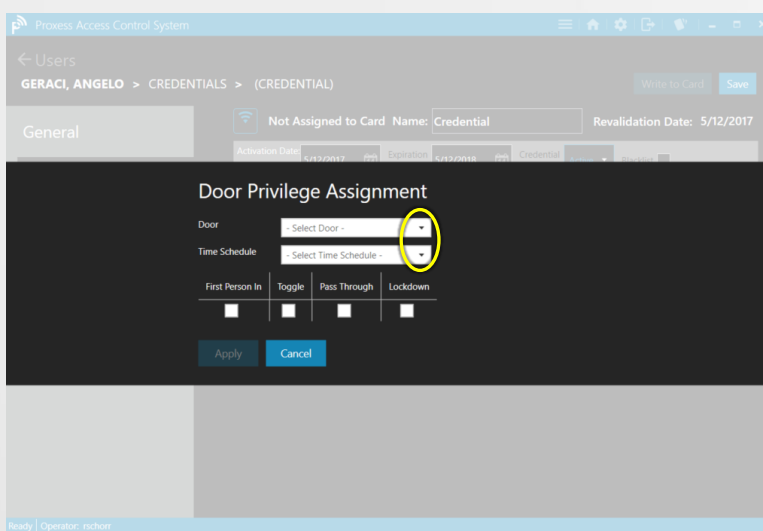 Proxess Access Control System
Users
GERACI, ANGELO > CREDENTIALS > (CREDENTIAL)
Write to Card Save
General
Not Assigned to Card Name: Credential Revalidation Date: 5/12/2017
Activation Date 5/12/2017 Expiration 5/12/2018 Credential Active Blacklist
Door Privilege Assignment
Door - Select Door -
Time Schedule - Select Time Schedule -
First Person In Toggle Pass Through Lockdown
Apply Cancel
Ready Operator: rschorr